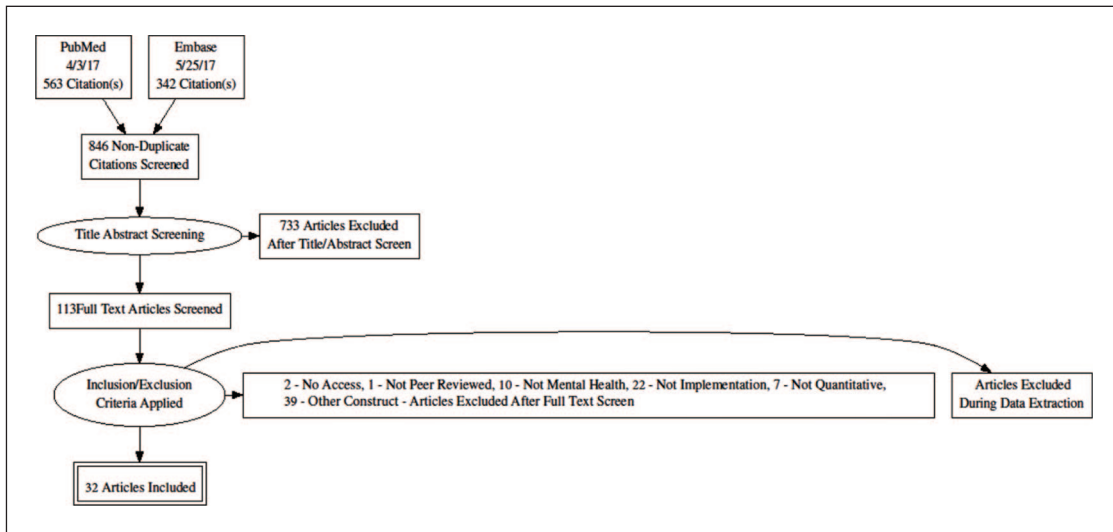 PubMed
4/3/17
563 Citation(s)
Embase
5/25/17
342 Citation(s)
846 Non-Duplicate
Citations Screened
Title Abstract Screening
733 Articles Excluded
After Title/Abstract Screen
113Full Text Articles Screened
Inclusion/Exclusion
Criteria Applied
2 - No Access, 1 - Not Peer Reviewed, 10 - Not Mental Health, 22 - Not Implementation, 7 - Not Quantitative,
39 - Other Construct - Articles Excluded After Full Text Screen
Articles Excluded
During Data Extraction
32 Articles Included